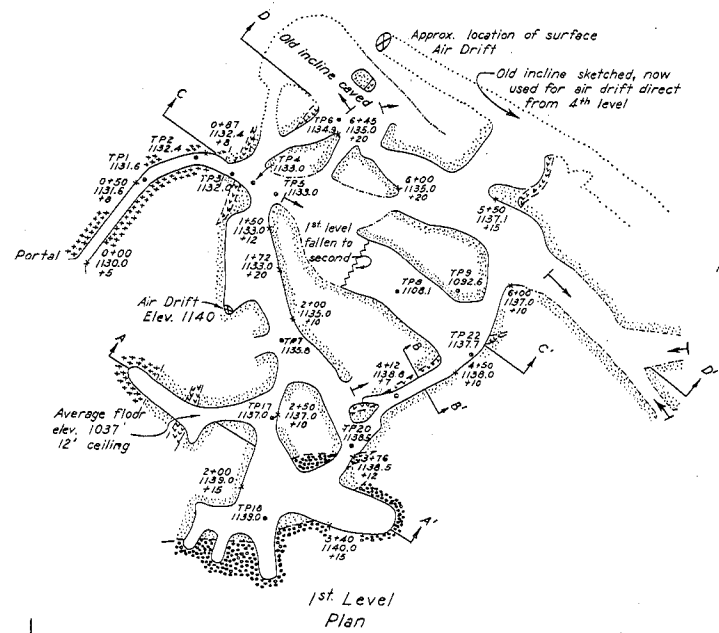 D
Approx. location of surface
Air Drift
Old incline caved
Old incline sketched, now
used for air drift direct
from 4th level
C
0+87
1132.4
+8
TP2
1132.4
TP1
1131.6
0+50
1131.6
+8
TP3
1132.0
TP4
1133.0
TP5
1133.0
TP6
1134.9
6+45
1135.0
+20
6+00
1135.0
+20
5+50
1137.1
+15
Portal
0+00
1130.0
+5
1+50
1133.0
+12
1st. level
fallen to
second
1+72
1133.0
+20
TP8
1108.1
TP9
1092.6
6+06
1137.0
+10
Air Drift
Elev. 1140
2+00
1135.0
+10
TP7
1135.8
TP22
1137.7
A
B
4+12
1138.8
+7
4+50
1138.0
+10
C'
D'
B'
Average floor
elev. 1037'
12' ceiling
TP17
1137.0
2+50
1137.0
+10
TP20
1138.5
3+76
1138.5
+12
2+00
1139.0
+15
TP18
1139.0
3+40
1140.0
+15
A'
1st. Level
Plan